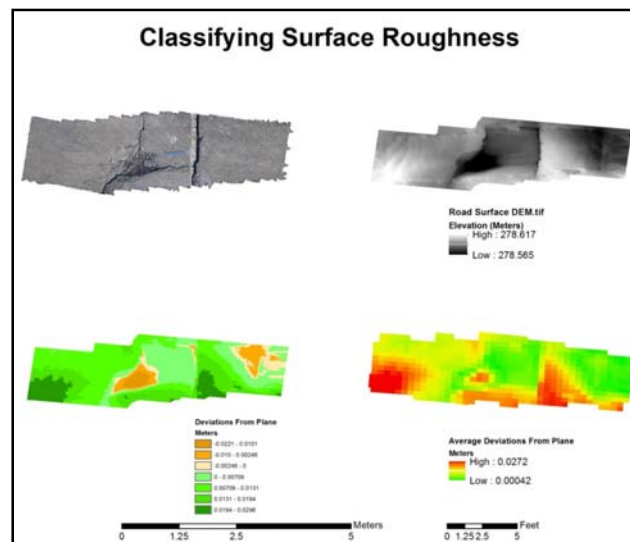 Classifying Surface Roughness
Road Surface DEM.tif
Elevation (Meters)
High : 278.617
Low : 278.565
Deviations From Plane
Meters
-0.0221 - 0.0101
-0.010 - 0.00246
-0.00246 - 0
0 - 0.00709
0.00709 - 0.0131
0.0131 - 0.0194
0.0194 - 0.0296
Average Deviations From Plane
Meters
High : 0.0272
Low : 0.00042
Meters
0 1.25 2.5 5
Feet
0 1.25 2.5 5